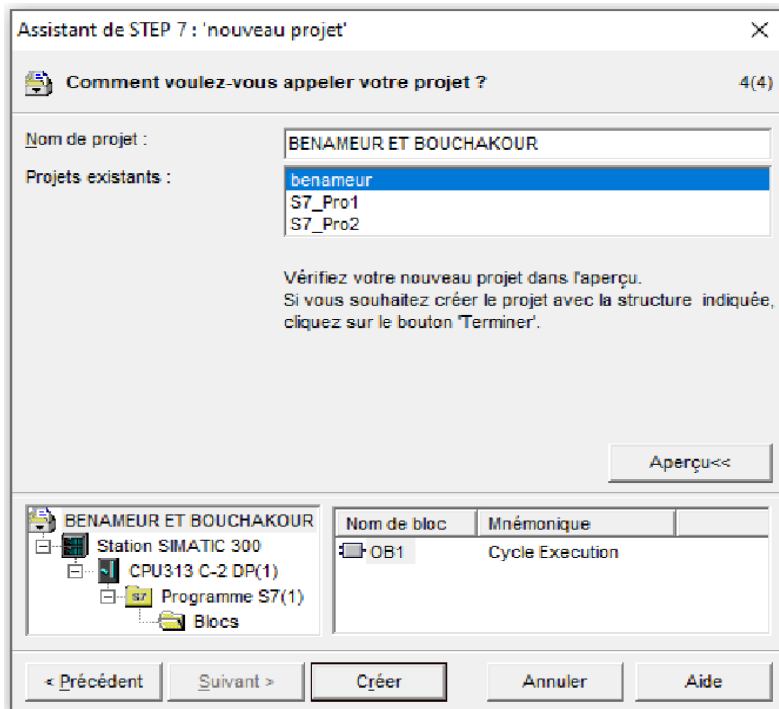 Assistant de STEP 7 : 'nouveau projet'
Comment voulez-vous appeler votre projet ? 4(4)
Nom de projet : BENAMEUR ET BOUCHAKOUR
Projets existants : benameur
S7_Pro1
S7_Pro2
Vérifiez votre nouveau projet dans l'aperçu.
Si vous souhaitez créer le projet avec la structure indiquée,
cliquez sur le bouton 'Terminer'.
Aperçu<<
BENAMEUR ET BOUCHAKOUR
Station SIMATIC 300
CPU313 C-2 DP(1)
S7 Programme S7(1)
Blocs
Nom de bloc Mnémonique
OB1 Cycle Execution
< Précédent Suivant > Créer Annuler Aide